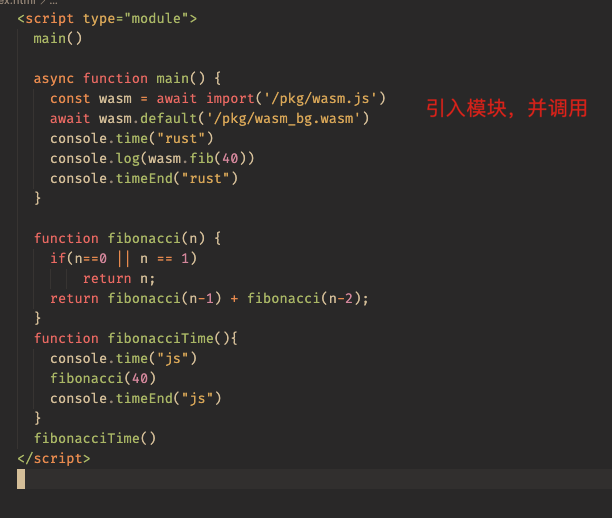 ex.html > ...
<script type="module">
  main()

  async function main() {
    const wasm = await import('/pkg/wasm.js')
    await wasm.default('/pkg/wasm_bg.wasm')
    console.time("rust")
    console.log(wasm.fib(40))
    console.timeEnd("rust")
  }
引入模块，并调用

  function fibonacci(n) {
    if(n==0 || n == 1)
        return n;
    return fibonacci(n-1) + fibonacci(n-2);
  }
  function fibonacciTime(){
    console.time("js")
    fibonacci(40)
    console.timeEnd("js")
  }
  fibonacciTime()
</script>